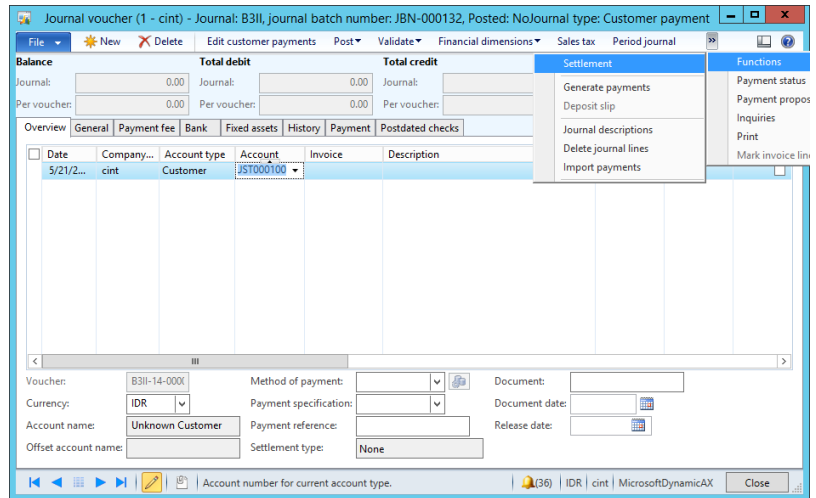 Journal voucher (1 - cint) - Journal: B3II, journal batch number: JBN-000132, Posted: NoJournal type: Customer payment
File New Delete Edit customer payments Post Validate Financial dimensions Sales tax Period journal »
Balance Total debit Total credit
Journal: 0.00 Journal: 0.00 Journal:
Per voucher: 0.00 Per voucher: 0.00 Per voucher:
Settlement
Generate payments
Deposit slip
Journal descriptions
Delete journal lines
Import payments
Functions
Payment status
Payment propos
Inquiries
Print
Mark invoice line
Overview General Payment fee Bank Fixed assets History Payment Postdated checks
Date Company... Account type Account Invoice Description
5/21/2... cint Customer JST000100
Voucher: B3II-14-000( Method of payment: Document:
Currency: IDR Payment specification: Document date:
Account name: Unknown Customer Payment reference: Release date:
Offset account name: Settlement type: None
Account number for current account type. (36) IDR cint MicrosoftDynamicAX Close